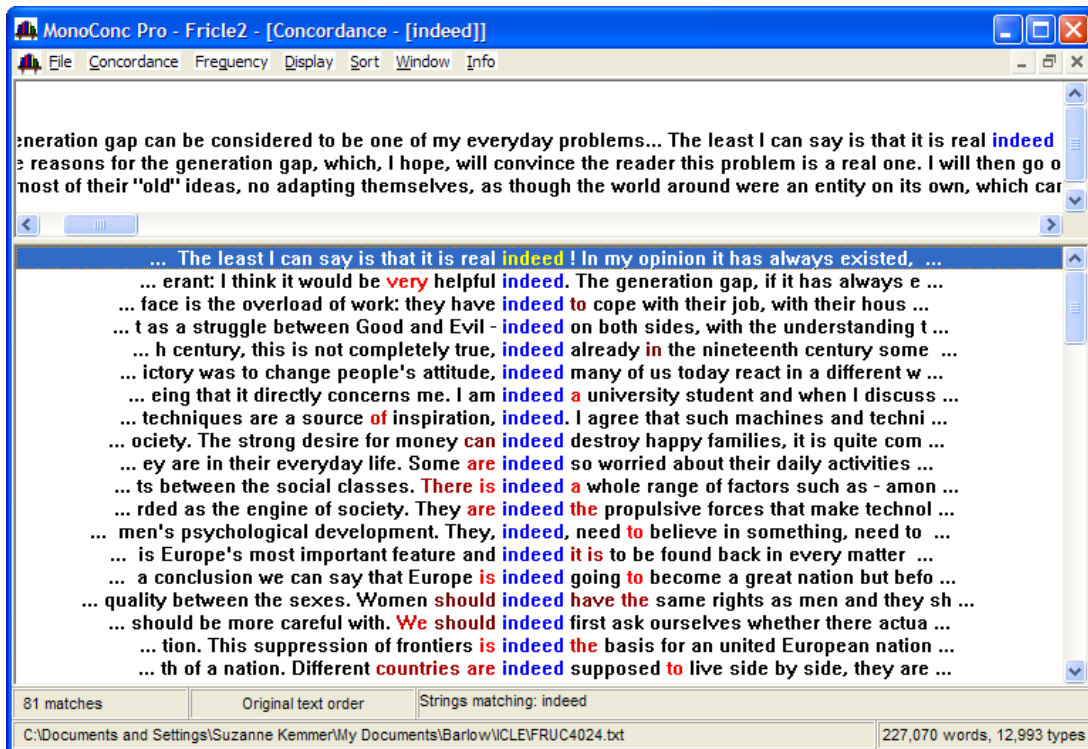 MonoConc Pro - Fricle2 - [Concordance - [indeed]]
File Concordance Frequency Display Sort Window Info
eneration gap can be considered to be one of my everyday problems... The least I can say is that it is real indeed
e reasons for the generation gap, which, I hope, will convince the reader this problem is a real one. I will then go o
most of their "old" ideas, no adapting themselves, as though the world around were an entity on its own, which car
... The least I can say is that it is real indeed ! In my opinion it has always existed, ...
... erant: I think it would be very helpful indeed. The generation gap, if it has always e ...
... face is the overload of work: they have indeed to cope with their job, with their hous ...
... t as a struggle between Good and Evil - indeed on both sides, with the understanding t ...
... h century, this is not completely true, indeed already in the nineteenth century some ...
... ictory was to change people's attitude, indeed many of us today react in a different w ...
... eing that it directly concerns me. I am indeed a university student and when I discuss ...
... techniques are a source of inspiration, indeed. I agree that such machines and techni ...
... ociety. The strong desire for money can indeed destroy happy families, it is quite com ...
... ey are in their everyday life. Some are indeed so worried about their daily activities ...
... ts between the social classes. There is indeed a whole range of factors such as - amon ...
... rded as the engine of society. They are indeed the propulsive forces that make technol ...
... men's psychological development. They, indeed, need to believe in something, need to ...
... is Europe's most important feature and indeed it is to be found back in every matter ...
... a conclusion we can say that Europe is indeed going to become a great nation but befo ...
... quality between the sexes. Women should indeed have the same rights as men and they sh ...
... should be more careful with. We should indeed first ask ourselves whether there actua ...
... tion. This suppression of frontiers is indeed the basis for an united European nation ...
... th of a nation. Different countries are indeed supposed to live side by side, they are ...
81 matches Original text order Strings matching: indeed
C:\Documents and Settings\Suzanne Kemmer\My Documents\Barlow\ICLE\FRUC4024.txt 227,070 words, 12,993 types